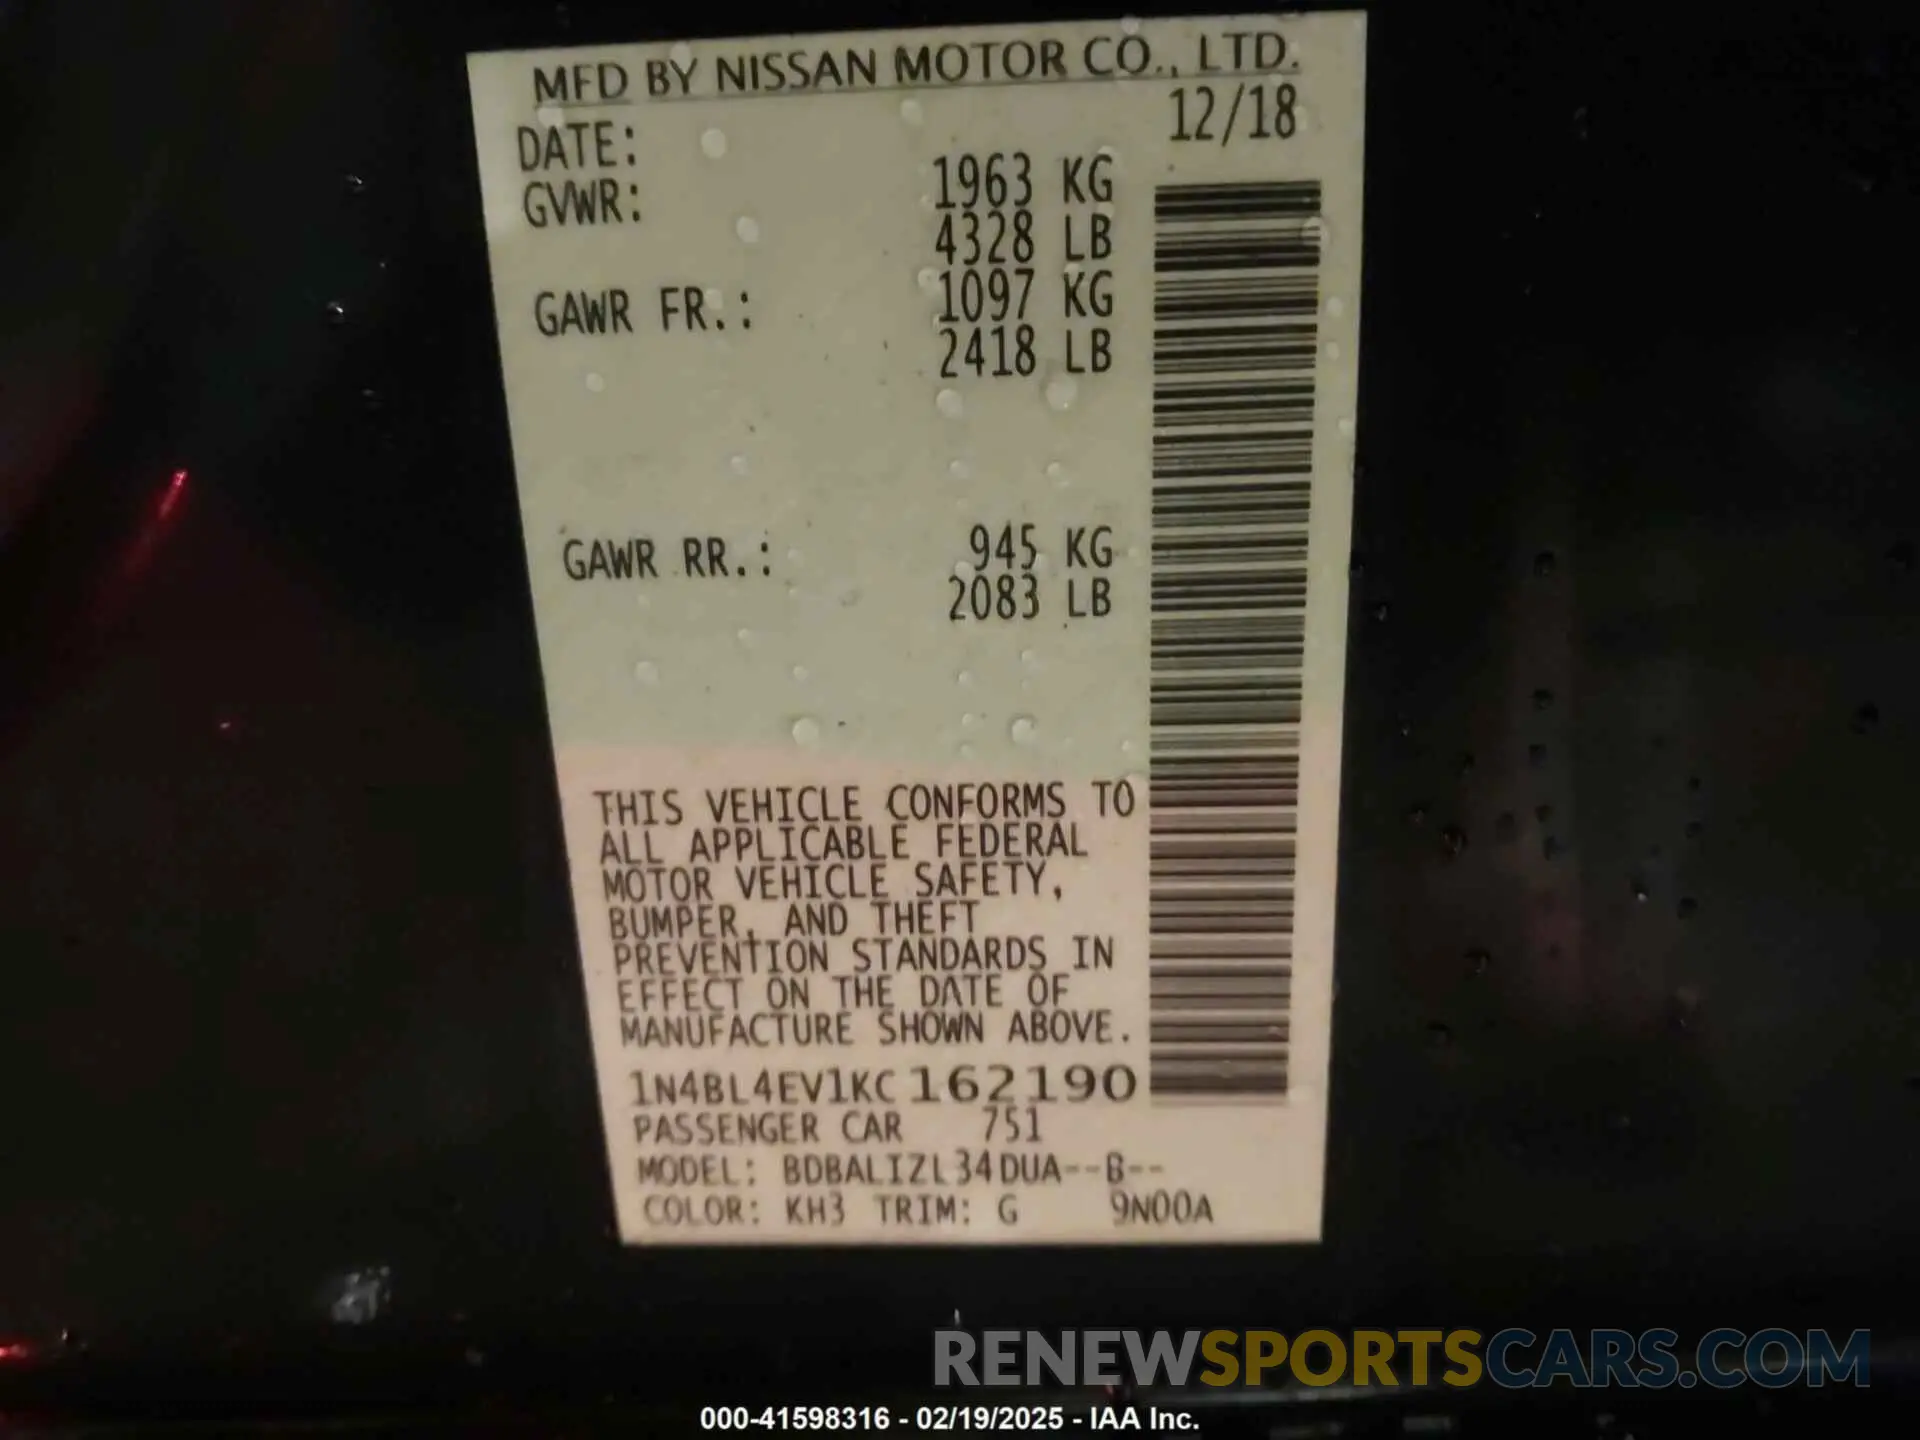 MFD BY NISSAN MOTOR CO., LTD.
DATE: 12/18
GVWR: 1963 KG
4328 LB
GAWR FR.: 1097 KG
2418 LB
GAWR RR.: 945 KG
2083 LB
THIS VEHICLE CONFORMS TO
ALL APPLICABLE FEDERAL
MOTOR VEHICLE SAFETY,
BUMPER, AND THEFT
PREVENTION STANDARDS IN
EFFECT ON THE DATE OF
MANUFACTURE SHOWN ABOVE.
1N4BL4EV1KC162190
PASSENGER CAR 751
MODEL: BDBALIZL34DUA--B--
COLOR: KH3 TRIM: G 9N00A
RENEWSPORTSCARS.COM
000-41598316 - 02/19/2025 - IAA Inc.